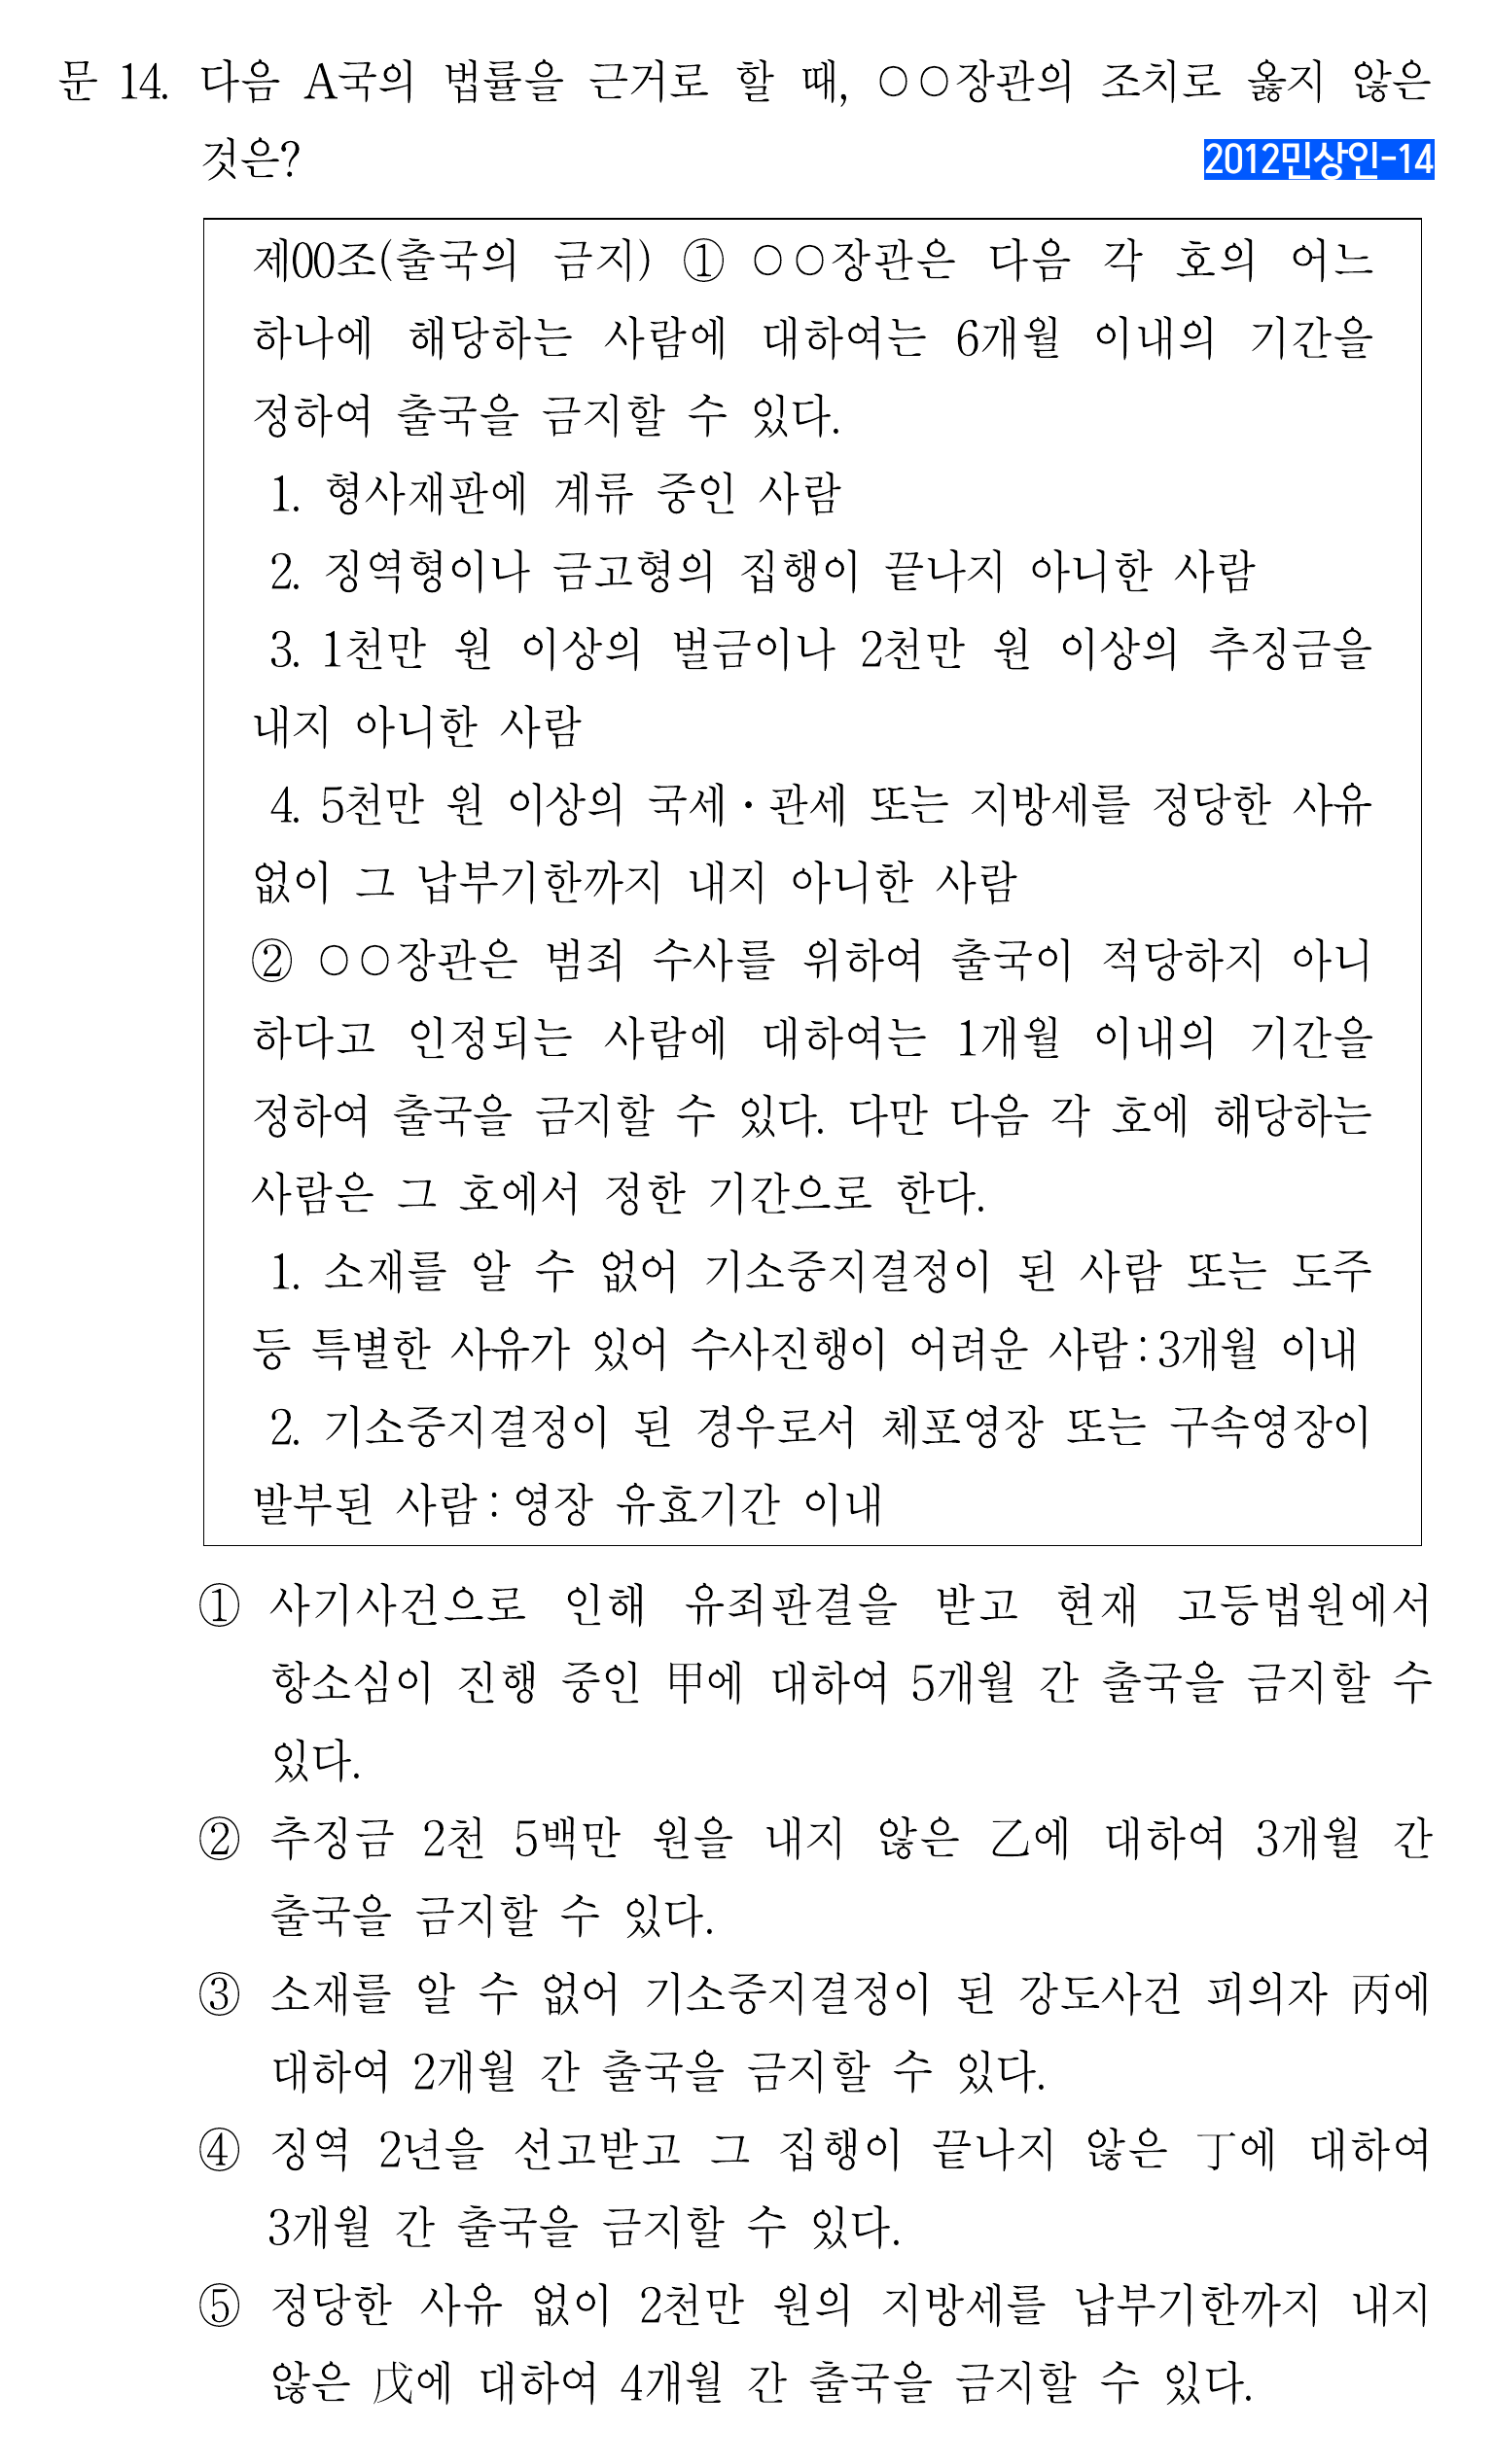 문 14. 다음 A국의 법률을 근거로 할 때, ○○장관의 조치로 옳지 않은
것은? 2012민상인-14
제00조(출국의 금지) ① ○○장관은 다음 각 호의 어느
하나에 해당하는 사람에 대하여는 6개월 이내의 기간을
정하여 출국을 금지할 수 있다.
1. 형사재판에 계류 중인 사람
2. 징역형이나 금고형의 집행이 끝나지 아니한 사람
3. 1천만 원 이상의 벌금이나 2천만 원 이상의 추징금을
내지 아니한 사람
4. 5천만 원 이상의 국세·관세 또는 지방세를 정당한 사유
없이 그 납부기한까지 내지 아니한 사람
② ○○장관은 범죄 수사를 위하여 출국이 적당하지 아니
하다고 인정되는 사람에 대하여는 1개월 이내의 기간을
정하여 출국을 금지할 수 있다. 다만 다음 각 호에 해당하는
사람은 그 호에서 정한 기간으로 한다.
1. 소재를 알 수 없어 기소중지결정이 된 사람 또는 도주
등 특별한 사유가 있어 수사진행이 어려운 사람:3개월 이내
2. 기소중지결정이 된 경우로서 체포영장 또는 구속영장이
발부된 사람:영장 유효기간 이내
① 사기사건으로 인해 유죄판결을 받고 현재 고등법원에서
항소심이 진행 중인 甲에 대하여 5개월 간 출국을 금지할 수
있다.
② 추징금 2천 5백만 원을 내지 않은 乙에 대하여 3개월 간
출국을 금지할 수 있다.
③ 소재를 알 수 없어 기소중지결정이 된 강도사건 피의자 丙에
대하여 2개월 간 출국을 금지할 수 있다.
④ 징역 2년을 선고받고 그 집행이 끝나지 않은 丁에 대하여
3개월 간 출국을 금지할 수 있다.
⑤ 정당한 사유 없이 2천만 원의 지방세를 납부기한까지 내지
않은 戊에 대하여 4개월 간 출국을 금지할 수 있다.